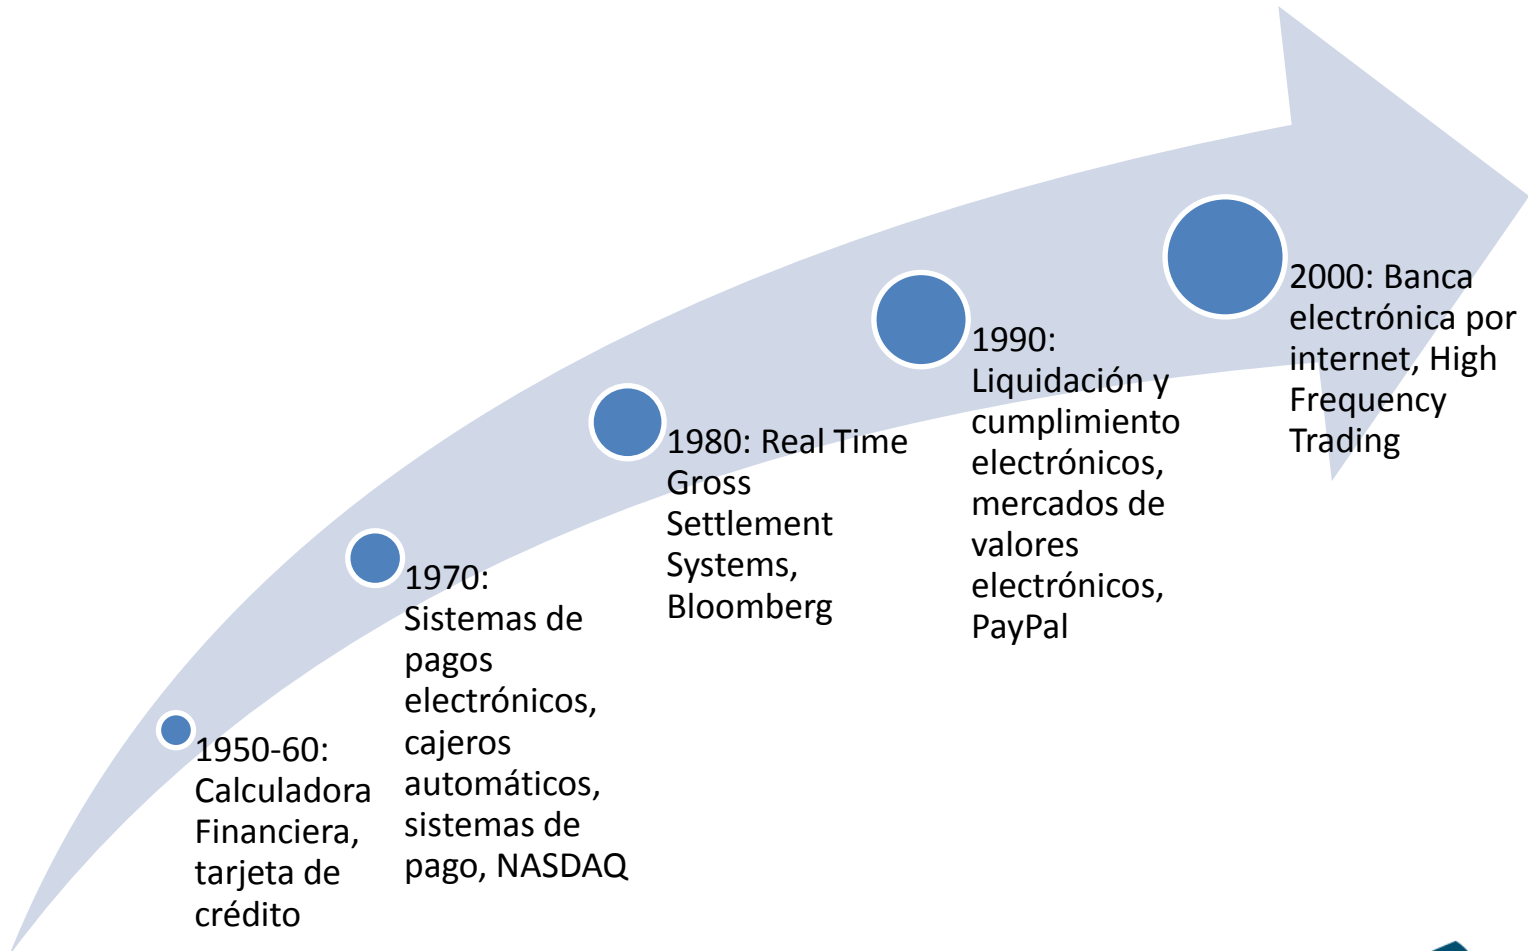 1950-60:
Calculadora
Financiera,
tarjeta de
crédito
1970:
Sistemas de
pagos
electrónicos,
cajeros
automáticos,
sistemas de
pago, NASDAQ
1980: Real Time
Gross
Settlement
Systems,
Bloomberg
1990:
Liquidación y
cumplimiento
electrónicos,
mercados de
valores
electrónicos,
PayPal
2000: Banca
electrónica por
internet, High
Frequency
Trading